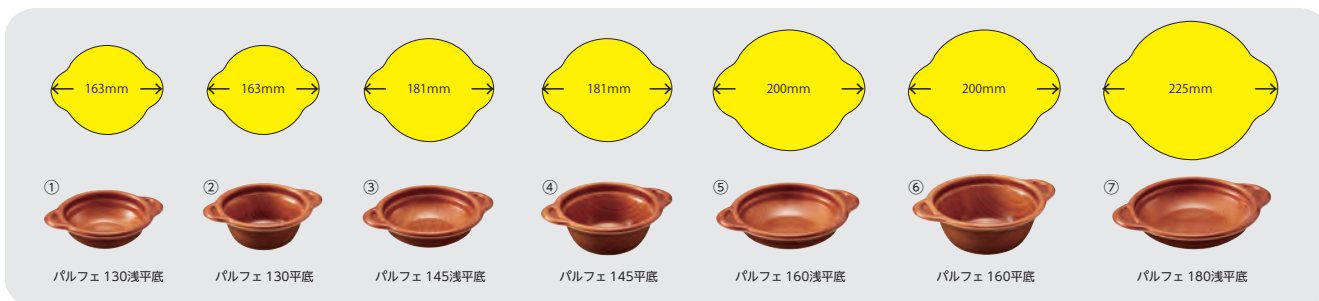 163mm
163mm
181mm
181mm
200mm
200mm
225mm
①
②
③
④
⑤
⑥
⑦
パルフェ 130浅平底
パルフェ 130平底
パルフェ 145浅平底
パルフェ 145平底
パルフェ 160浅平底
パルフェ 160平底
パルフェ 180浅平底